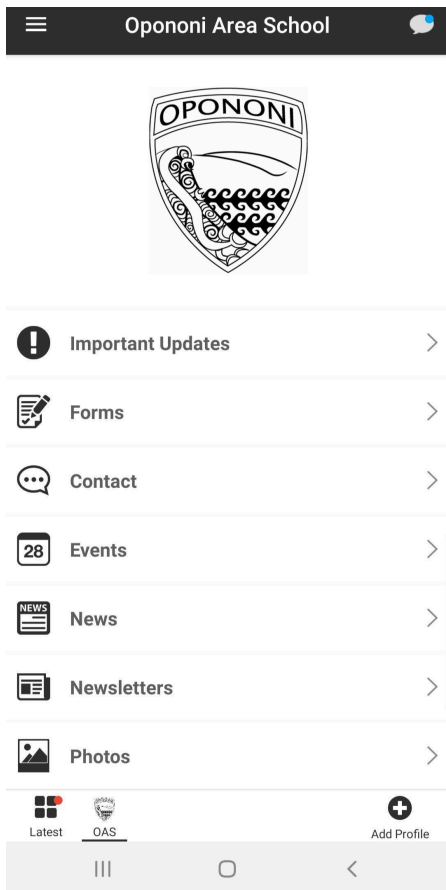 Opononi Area School
OPONONI
Important Updates
Forms
Contact
28
Events
NEWS
News
Newsletters
Photos
Latest
OAS
Add Profile